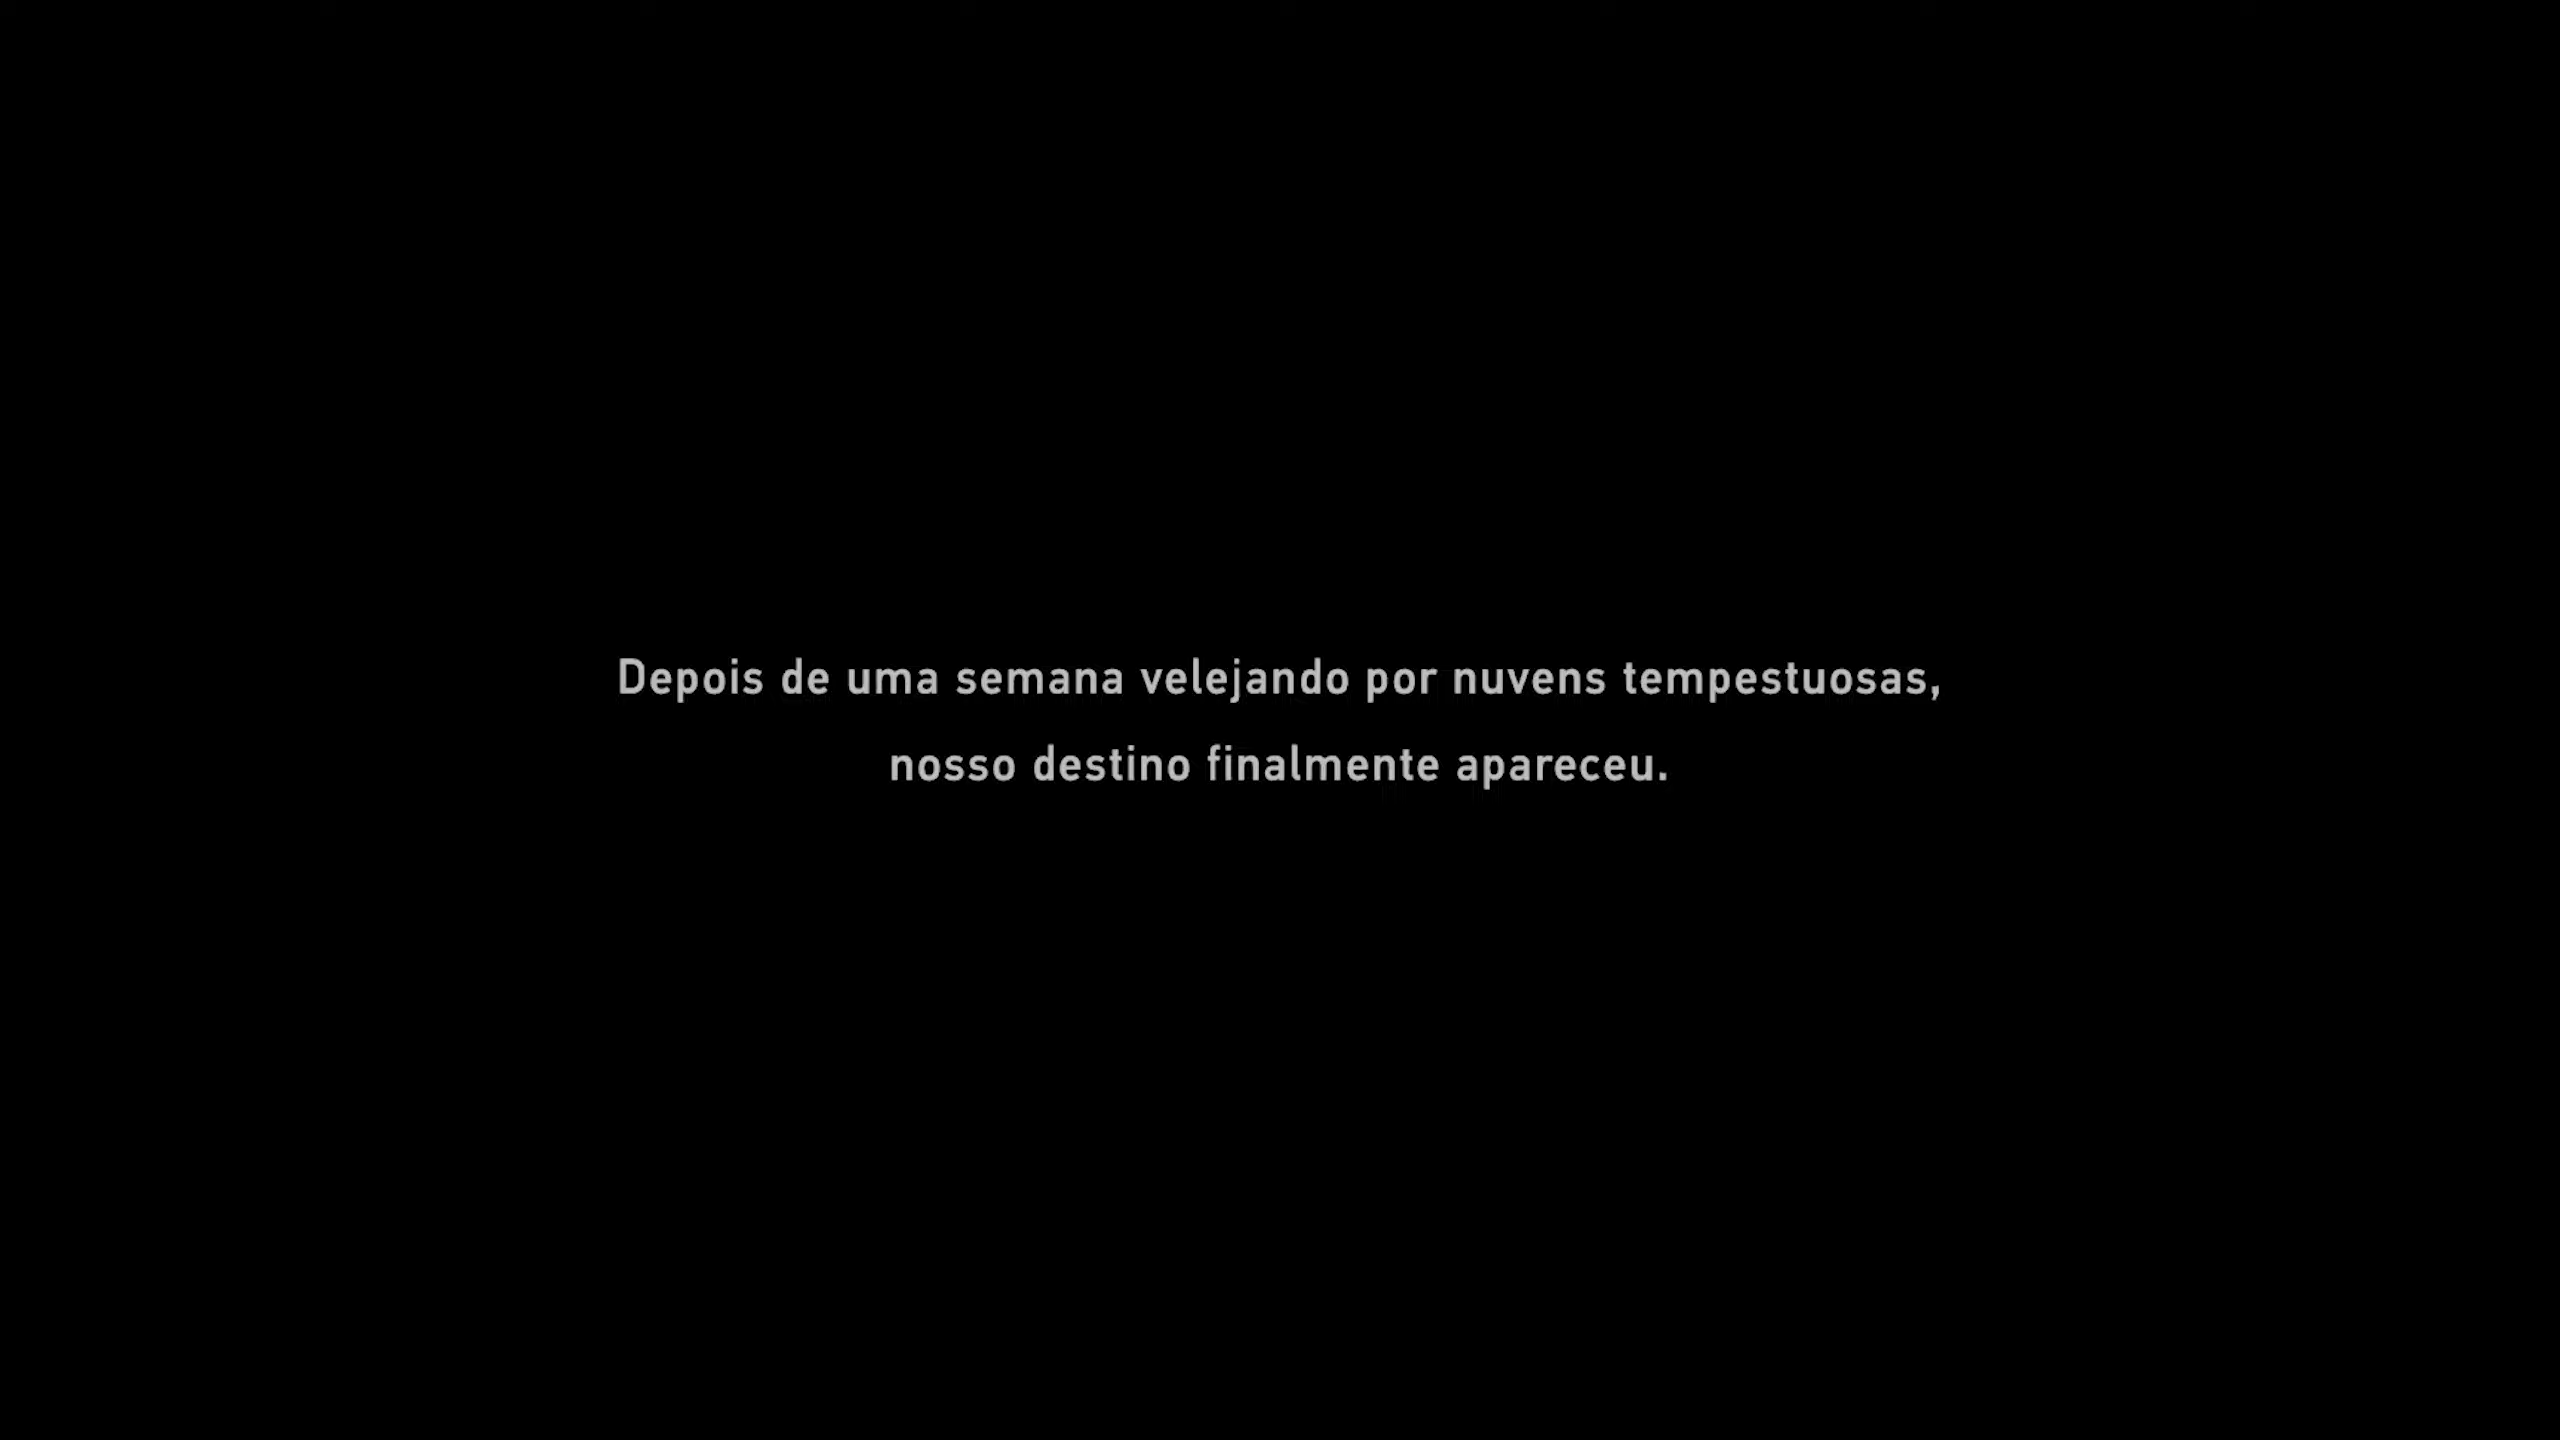 Depois de uma semana velejando por nuvens tempestuosas,
nosso destino finalmente apareceu.